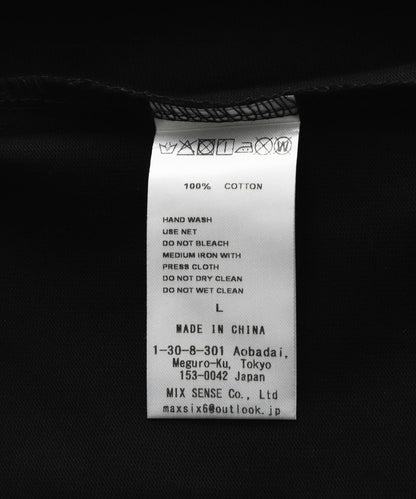 100% COTTON
HAND WASH
USE NET
DO NOT BLEACH
MEDIUM IRON WITH
PRESS CLOTH
DO NOT DRY CLEAN
DO NOT WET CLEAN
L
MADE IN CHINA
1-30-8-301 Aobadai,
Meguro-Ku, Tokyo
153-0042 Japan
MIX SENSE Co., Ltd
maxsix6@outlook.jp